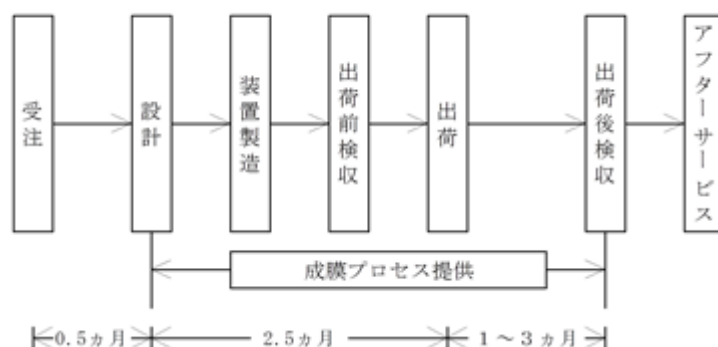 受注
設計
装置製造
出荷前検収
出荷
出荷後検収
アフターサービス
成膜プロセス提供
0.5ヵ月
2.5ヵ月
1～3ヵ月